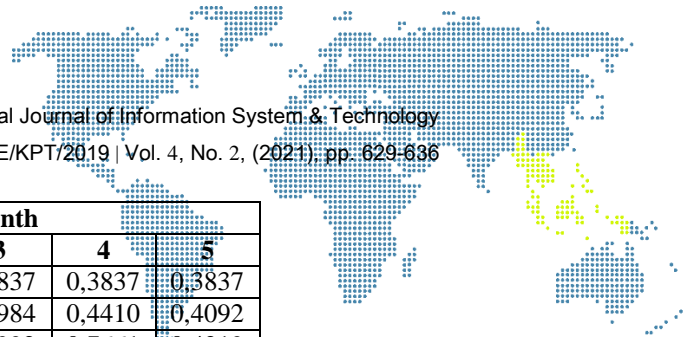 al Journal of Information System & Technology
E/KPT/2019 | Vol. 4, No. 2, (2021), pp. 629-636
nth
3 4 5
837 0,3837 0,3837
984 0,4410 0,4092